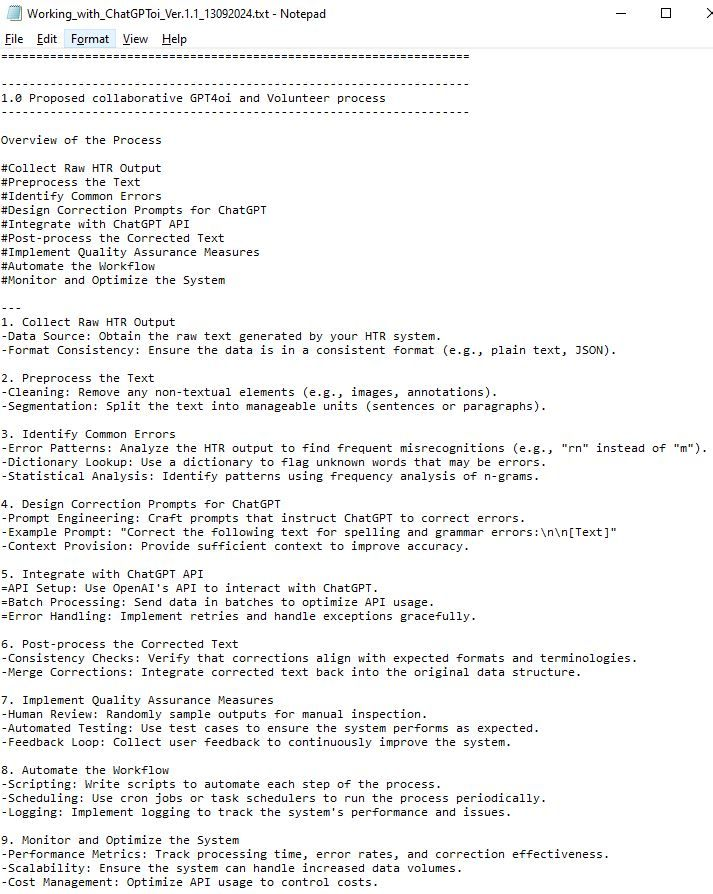 Working_with_ChatGPToi_Ver.1.1_13092024.txt - Notepad
File Edit Format View Help
===================================================================
-------------------------------------------------------------------
1.0 Proposed collaborative GPT4oi and Volunteer process
-------------------------------------------------------------------
Overview of the Process
#Collect Raw HTR Output
#Preprocess the Text
#Identify Common Errors
#Design Correction Prompts for ChatGPT
#Integrate with ChatGPT API
#Post-process the Corrected Text
#Implement Quality Assurance Measures
#Automate the Workflow
#Monitor and Optimize the System
---
1. Collect Raw HTR Output
-Data Source: Obtain the raw text generated by your HTR system.
-Format Consistency: Ensure the data is in a consistent format (e.g., plain text, JSON).
2. Preprocess the Text
-Cleaning: Remove any non-textual elements (e.g., images, annotations).
-Segmentation: Split the text into manageable units (sentences or paragraphs).
3. Identify Common Errors
-Error Patterns: Analyze the HTR output to find frequent misrecognitions (e.g., "rn" instead of "m").
-Dictionary Lookup: Use a dictionary to flag unknown words that may be errors.
-Statistical Analysis: Identify patterns using frequency analysis of n-grams.
4. Design Correction Prompts for ChatGPT
-Prompt Engineering: Craft prompts that instruct ChatGPT to correct errors.
-Example Prompt: "Correct the following text for spelling and grammar errors:\n\n[Text]"
-Context Provision: Provide sufficient context to improve accuracy.
5. Integrate with ChatGPT API
=API Setup: Use OpenAI's API to interact with ChatGPT.
=Batch Processing: Send data in batches to optimize API usage.
=Error Handling: Implement retries and handle exceptions gracefully.
6. Post-process the Corrected Text
-Consistency Checks: Verify that corrections align with expected formats and terminologies.
-Merge Corrections: Integrate corrected text back into the original data structure.
7. Implement Quality Assurance Measures
-Human Review: Randomly sample outputs for manual inspection.
-Automated Testing: Use test cases to ensure the system performs as expected.
-Feedback Loop: Collect user feedback to continuously improve the system.
8. Automate the Workflow
-Scripting: Write scripts to automate each step of the process.
-Scheduling: Use cron jobs or task schedulers to run the process periodically.
-Logging: Implement logging to track the system's performance and issues.
9. Monitor and Optimize the System
-Performance Metrics: Track processing time, error rates, and correction effectiveness.
-Scalability: Ensure the system can handle increased data volumes.
-Cost Management: Optimize API usage to control costs.